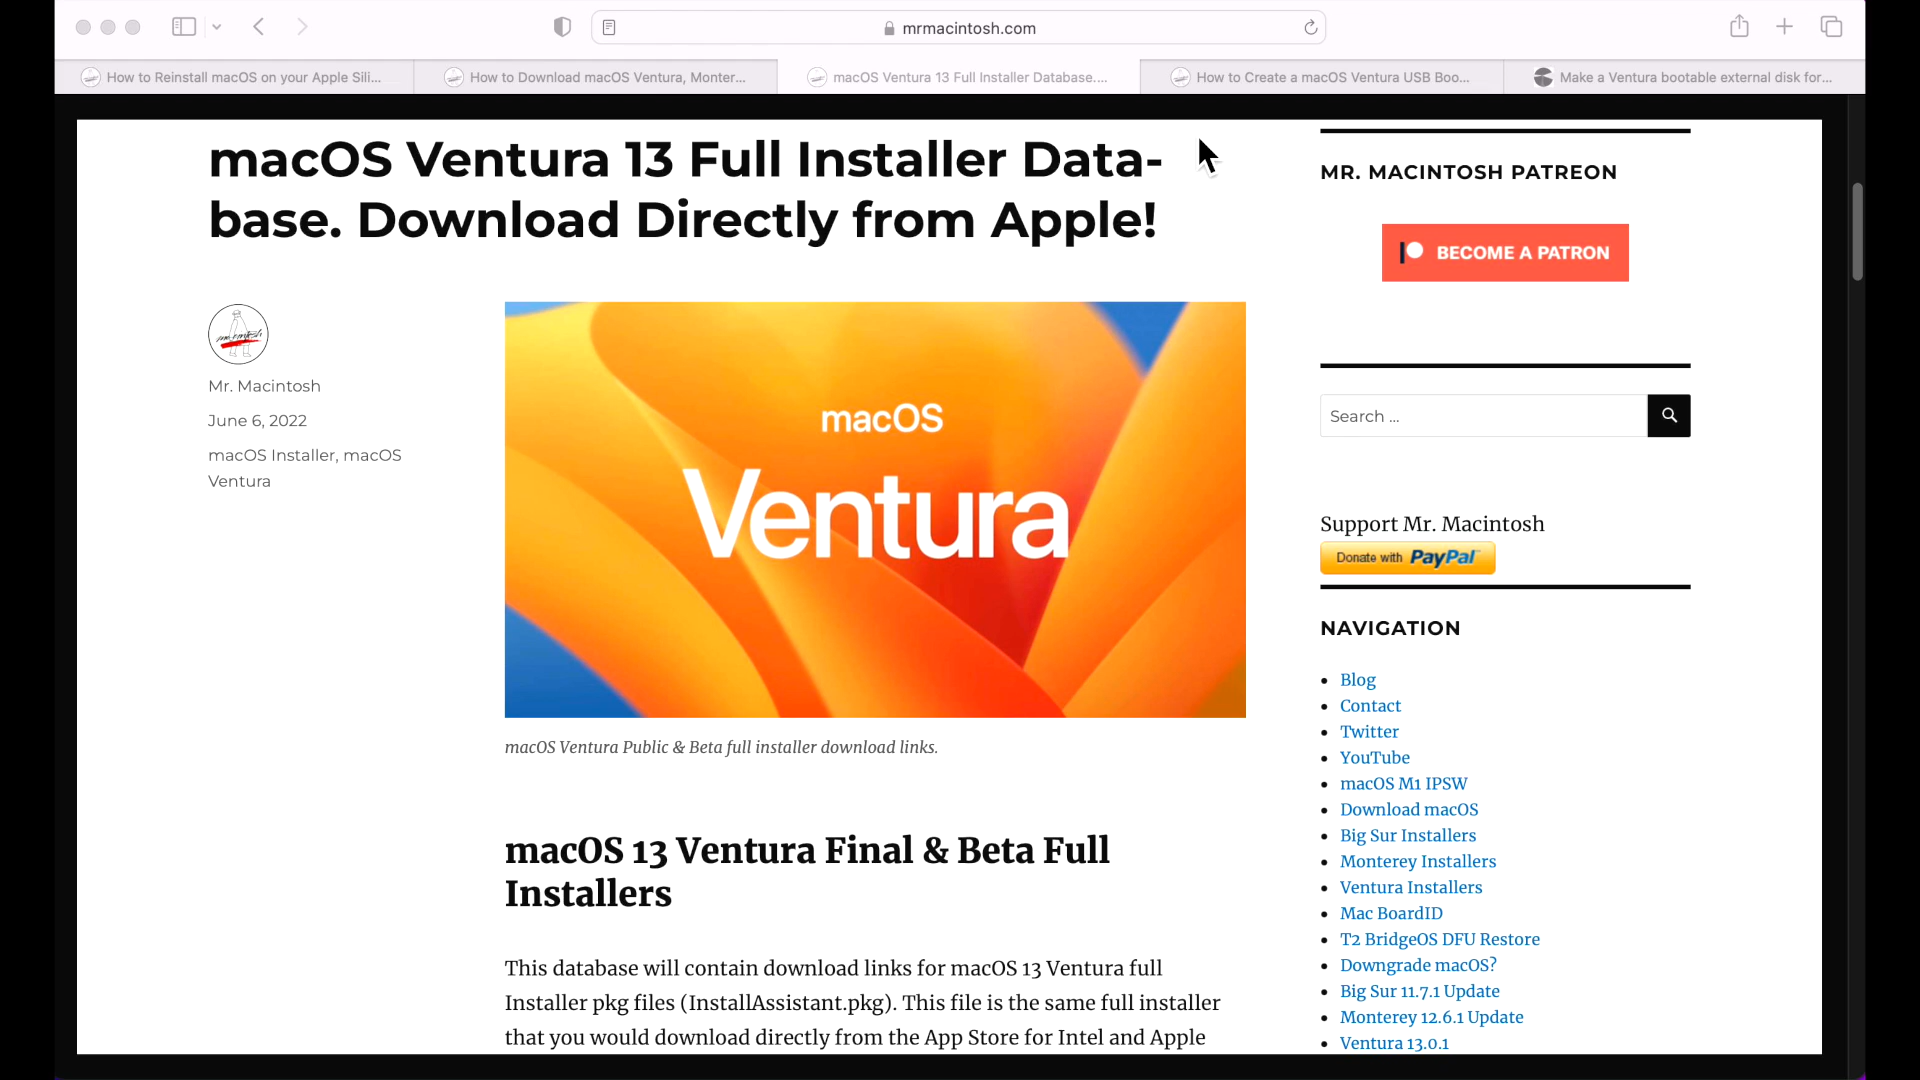 mrmacintosh.com
How to Reinstall macOS on your Apple Sili...
How to Download macOS Ventura, Monter...
macOS Ventura 13 Full Installer Database....
How to Create a macOS Ventura USB Boo...
Make a Ventura bootable external disk for...
macOS Ventura 13 Full Installer Data-
base. Download Directly from Apple!
Mr. Macintosh
June 6, 2022
macOS Installer, macOS
Ventura
macOS
Ventura
macOS Ventura Public & Beta full installer download links.
macOS 13 Ventura Final & Beta Full
Installers
This database will contain download links for macOS 13 Ventura full
Installer pkg files (InstallAssistant.pkg). This file is the same full installer
that you would download directly from the App Store for Intel and Apple
MR. MACINTOSH PATREON
BECOME A PATRON
Search ...
Support Mr. Macintosh
Donate with PayPal
NAVIGATION
Blog
Contact
Twitter
YouTube
macOS M1 IPSW
Download macOS
Big Sur Installers
Monterey Installers
Ventura Installers
Mac BoardID
T2 BridgeOS DFU Restore
Downgrade macOS?
Big Sur 11.7.1 Update
Monterey 12.6.1 Update
Ventura 13.0.1